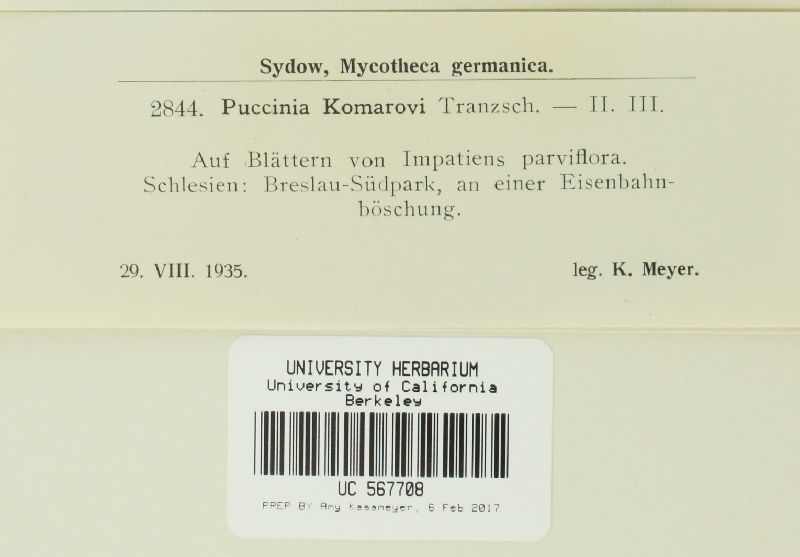 Sydow, Mycotheca germanica.
2844. Puccinia Komarovi Tranzsch. — II. III.
Auf Blättern von Impatiens parviflora.
Schlesien: Breslau-Südpark, an einer Eisenbahn-
böschung.
29. VIII. 1935. leg. K. Meyer.
UNIVERSITY HERBARIUM
University of California
Berkeley
UC 567708
PREP BY Amy Kasameyer, 6 Feb 2017